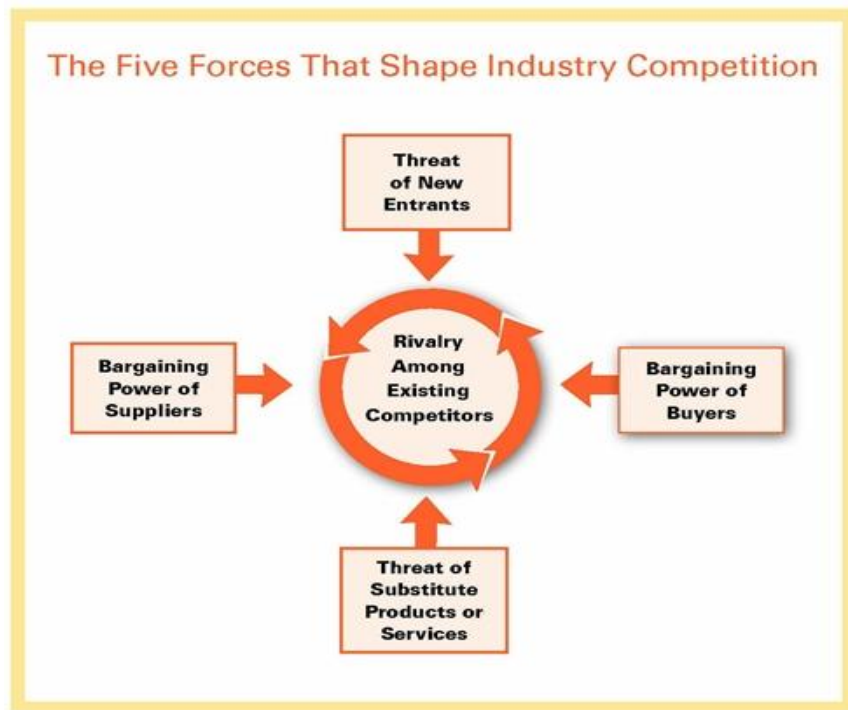 The Five Forces That Shape Industry Competition
Threat
of New
Entrants
Bargaining
Power of
Suppliers
Rivalry
Among
Existing
Competitors
Bargaining
Power of
Buyers
Threat of
Substitute
Products or
Services